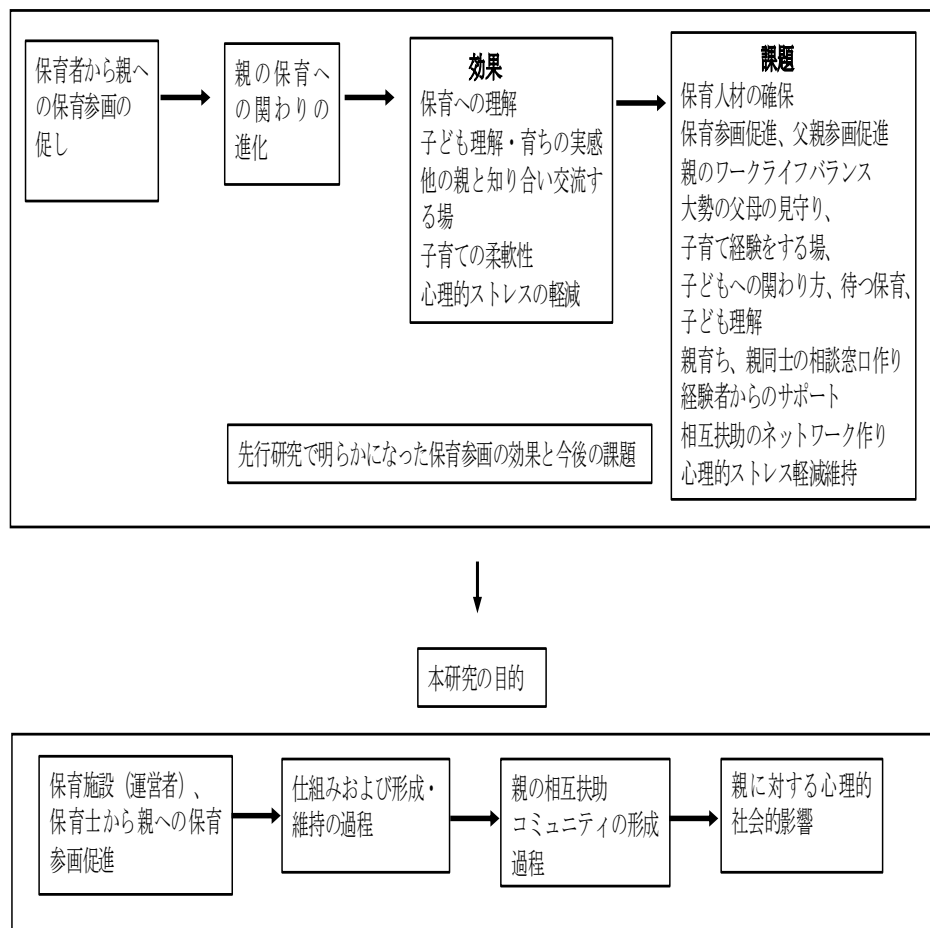 保育者から親へ
の保育参画の
促し
親の保育へ
の関わりの
進化
効果
保育への理解
子ども理解・育ちの実感
他の親と知り合い交流す
る場
子育ての柔軟性
心理的ストレスの軽減
課題
保育人材の確保
保育参画促進、父親参画促進
親のワークライフバランス
大勢の父母の見守り、
子育て経験をする場、
子どもへの関わり方、待つ保育、
子ども理解
親育ち、親同士の相談窓口作り
経験者からのサポート
相互扶助のネットワーク作り
心理的ストレス軽減維持
先行研究で明らかになった保育参画の効果と今後の課題
本研究の目的
保育施設（運営者）、
保育士から親への保育
参画促進
仕組みおよび形成・
維持の過程
親の相互扶助
コミュニティの形成
過程
親に対する心理的
社会的影響